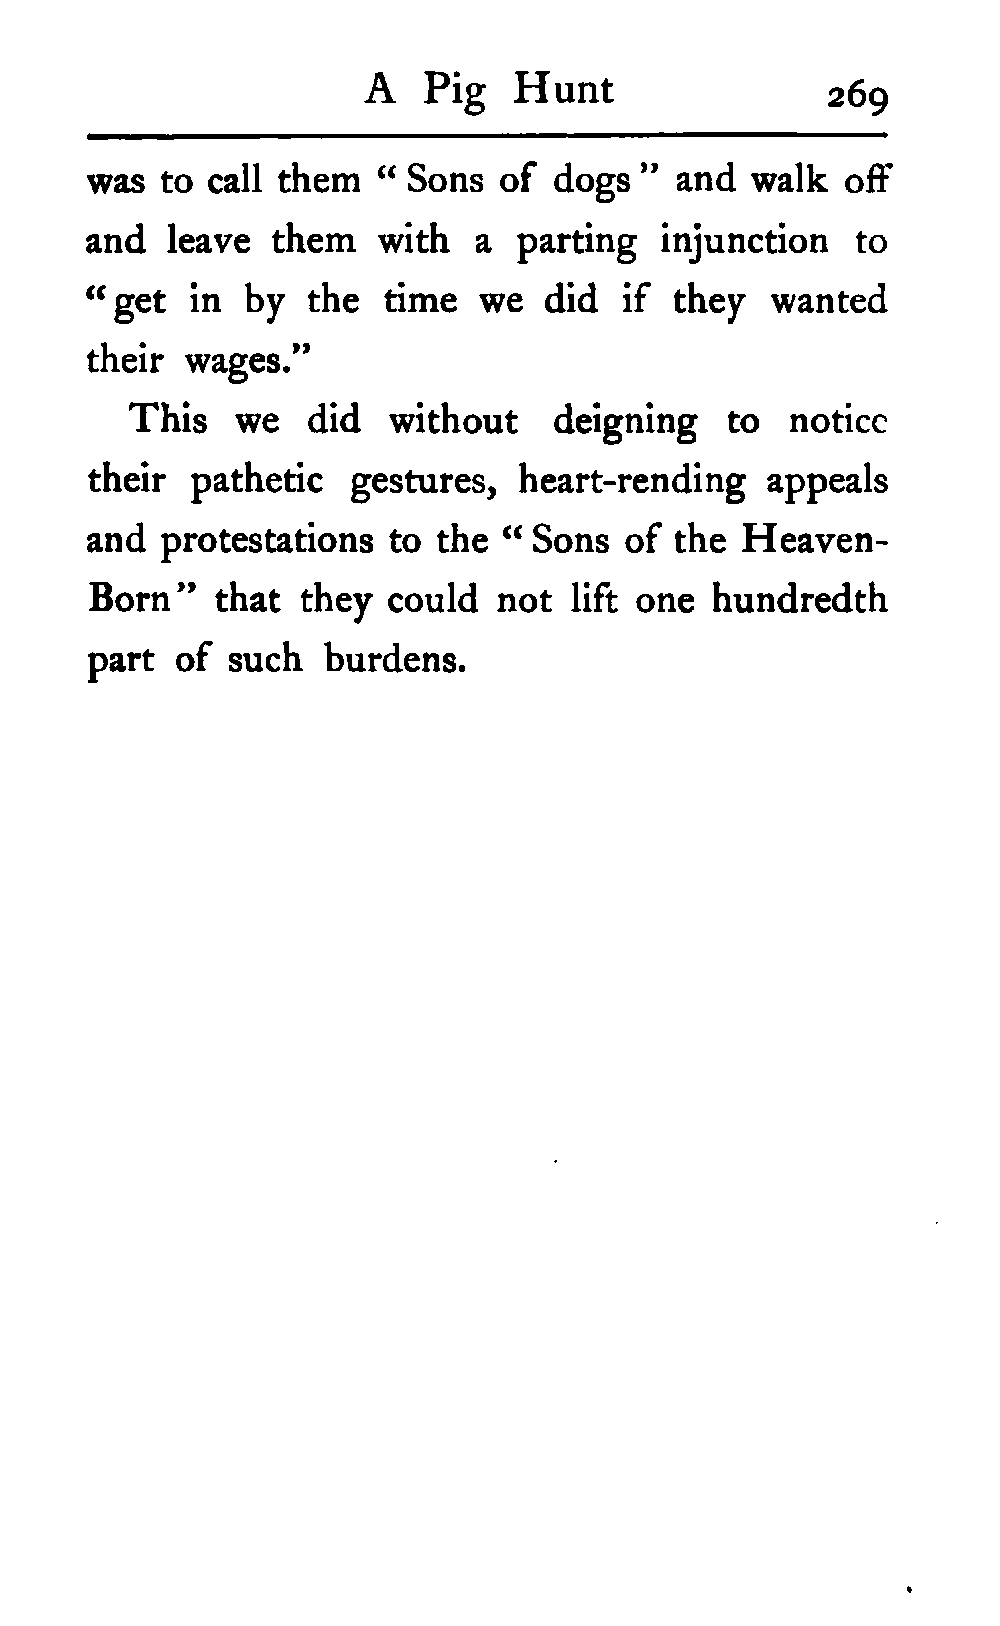 A Pig Hunt 269
was to call them " Sons of dogs " and walk off
and leave them with a parting injunction to
" get in by the time we did if they wanted
their wages."
This we did without deigning to notice
their pathetic gestures, heart-rending appeals
and protestations to the " Sons of the Heaven-
Born " that they could not lift one hundredth
part of such burdens.